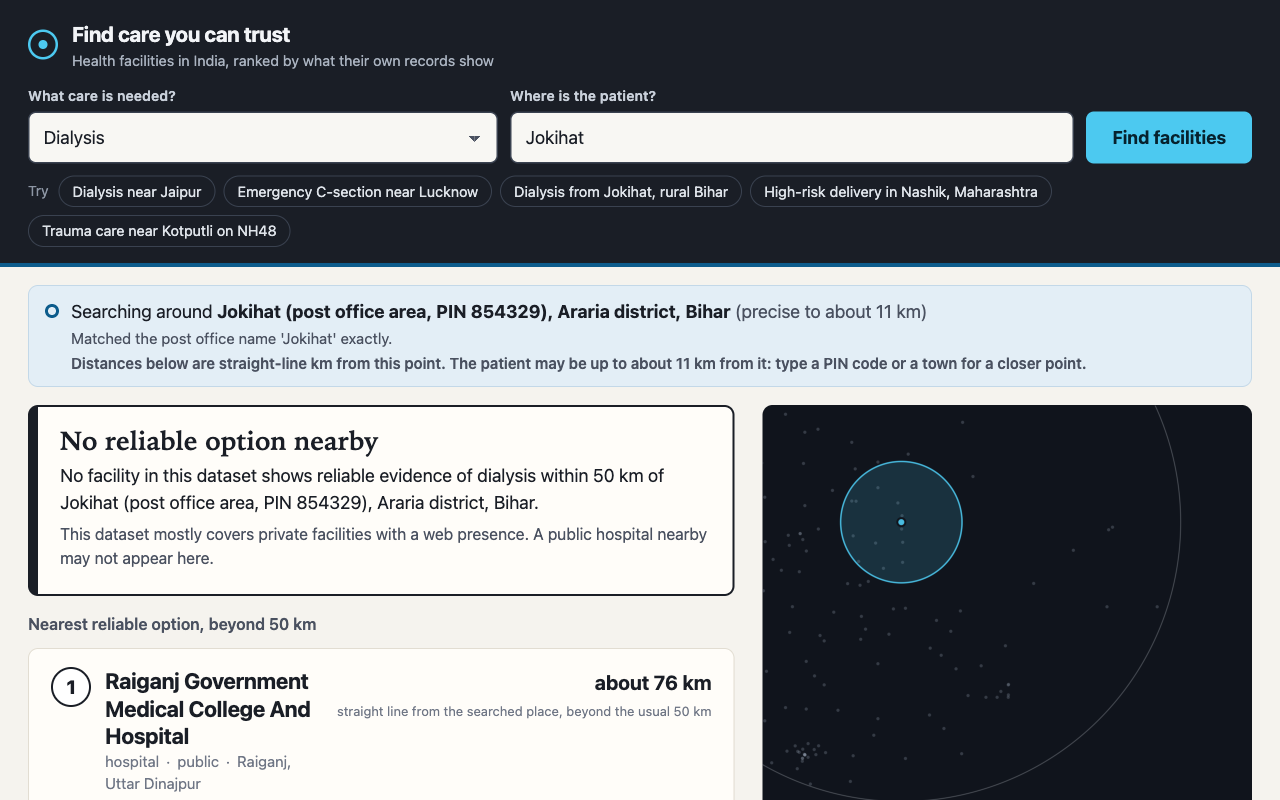 Find care you can trust
Health facilities in India, ranked by what their own records show
What care is needed?
Where is the patient?
Dialysis
Jokihat
Find facilities
Try
Dialysis near Jaipur
Emergency C-section near Lucknow
Dialysis from Jokihat, rural Bihar
High-risk delivery in Nashik, Maharashtra
Trauma care near Kotputli on NH48
Searching around Jokihat (post office area, PIN 854329), Araria district, Bihar (precise to about 11 km)
Matched the post office name 'Jokihat' exactly.
Distances below are straight-line km from this point. The patient may be up to about 11 km from it: type a PIN code or a town for a closer point.
No reliable option nearby
No facility in this dataset shows reliable evidence of dialysis within 50 km of
Jokihat (post office area, PIN 854329), Araria district, Bihar.
This dataset mostly covers private facilities with a web presence. A public hospital nearby
may not appear here.
Nearest reliable option, beyond 50 km
1
Raiganj Government
Medical College And
Hospital
about 76 km
straight line from the searched place, beyond the usual 50 km
hospital · public · Raiganj,
Uttar Dinajpur